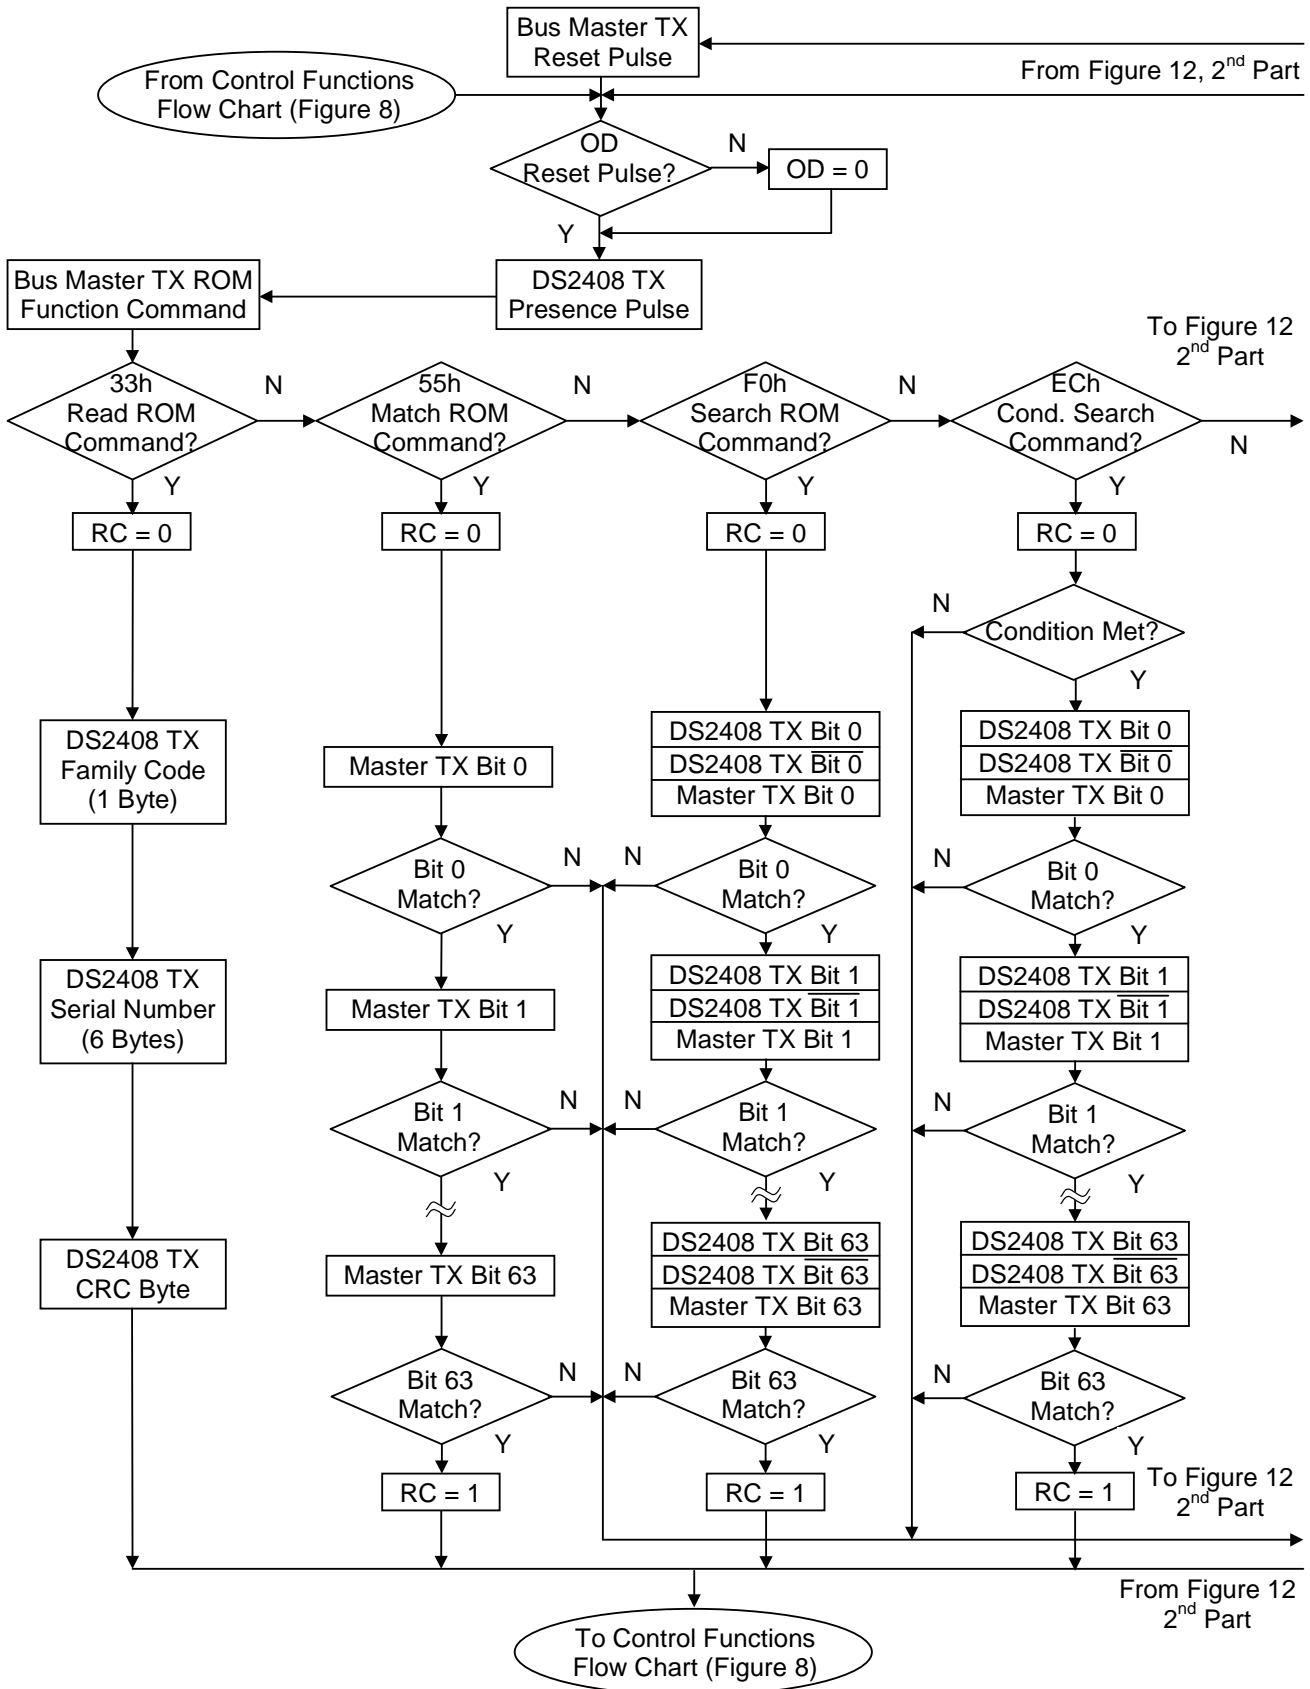 Bus Master TX
Reset Pulse
From Figure 12, 2nd Part
From Control Functions
Flow Chart (Figure 8)
OD
Reset Pulse?
N
OD = 0
Y
Bus Master TX ROM
Function Command
DS2408 TX
Presence Pulse
To Figure 12
2nd Part
33h
Read ROM
Command?
N
55h
Match ROM
Command?
N
F0h
Search ROM
Command?
N
ECh
Cond. Search
Command?
N
Y
Y
Y
Y
RC = 0
RC = 0
RC = 0
RC = 0
N
Condition Met?
Y
DS2408 TX
Family Code
(1 Byte)
Master TX Bit 0
DS2408 TX Bit 0
DS2408 TX B̅i̅t̅ ̅0̅
Master TX Bit 0
DS2408 TX Bit 0
DS2408 TX B̅i̅t̅ ̅0̅
Master TX Bit 0
Bit 0
Match?
N
N
Bit 0
Match?
N
Bit 0
Match?
Y
Y
Y
DS2408 TX
Serial Number
(6 Bytes)
Master TX Bit 1
DS2408 TX Bit 1
DS2408 TX B̅i̅t̅ ̅1̅
Master TX Bit 1
DS2408 TX Bit 1
DS2408 TX B̅i̅t̅ ̅1̅
Master TX Bit 1
Bit 1
Match?
N
N
Bit 1
Match?
N
Bit 1
Match?
Y
Y
Y
DS2408 TX
CRC Byte
Master TX Bit 63
DS2408 TX Bit 63
DS2408 TX B̅i̅t̅ ̅6̅3̅
Master TX Bit 63
DS2408 TX Bit 63
DS2408 TX B̅i̅t̅ ̅6̅3̅
Master TX Bit 63
Bit 63
Match?
N
N
Bit 63
Match?
N
Bit 63
Match?
Y
Y
Y
RC = 1
RC = 1
RC = 1
To Figure 12
2nd Part
From Figure 12
2nd Part
To Control Functions
Flow Chart (Figure 8)